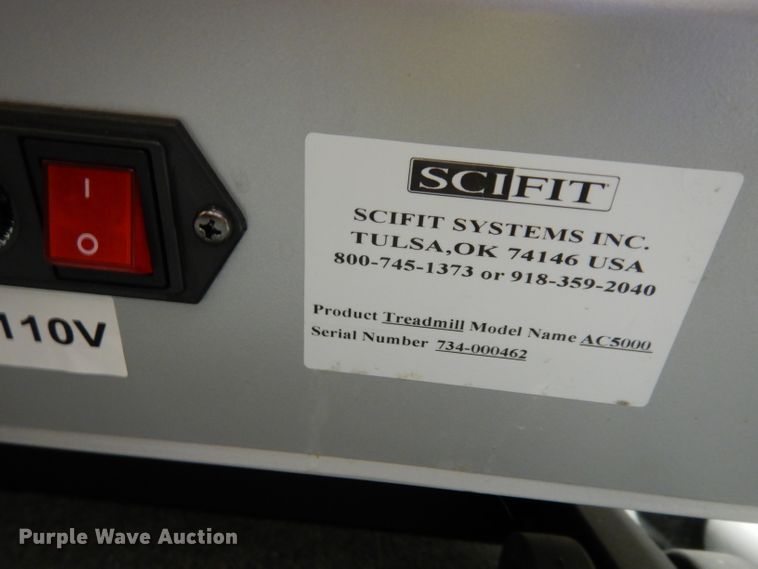 SCIFIT
SCIFIT SYSTEMS INC.
TULSA,OK 74146 USA
800-745-1373 or 918-359-2040
Product Treadmill Model Name AC5000
Serial Number 734-000462
I
O
110V
Purple Wave Auction